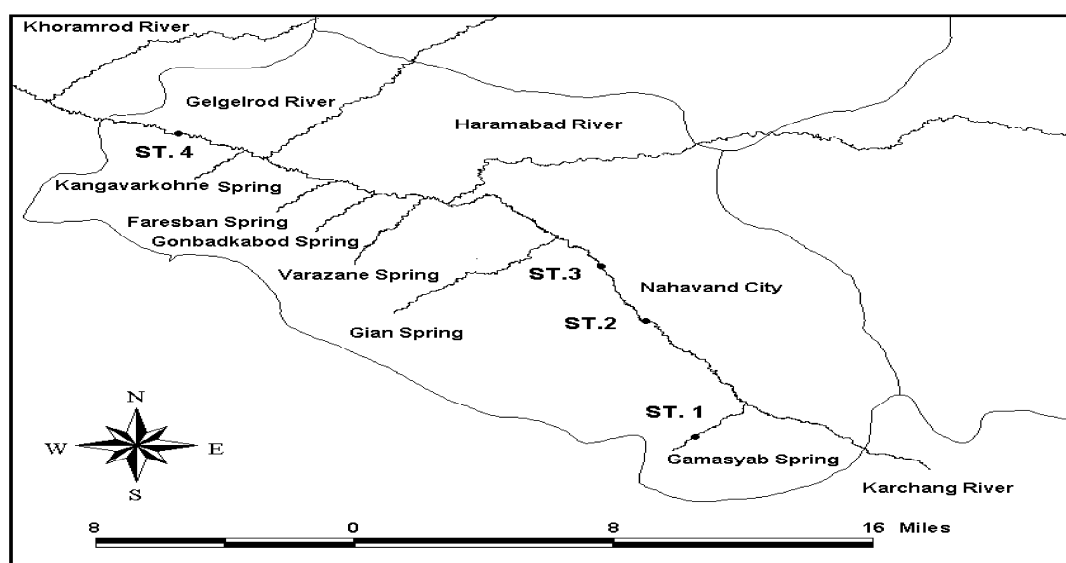 Khoramrod River
Gelgelrod River
Haramabad River
ST. 4
Kangavarkohne Spring
Faresban Spring
Gonbadkabod Spring
Varazane Spring
ST.3
Nahavand City
Gian Spring
ST.2
ST. 1
Gamasyab Spring
Karchang River
N
W
E
S
8 0 8 16 Miles